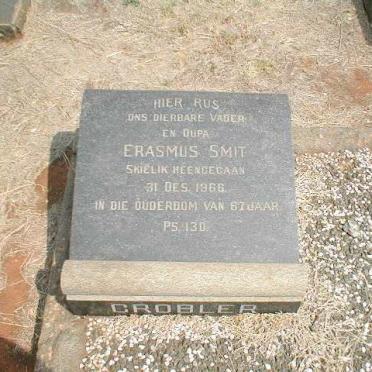 HIER RUS
ONS DIERBARE VADER
EN OUPA
ERASMUS SMIT
SKIELIK HEENGEGAAN
31 DES. 1966.
IN DIE OUDERDOM VAN 67 JAAR.
PS. 130.
GROBLER